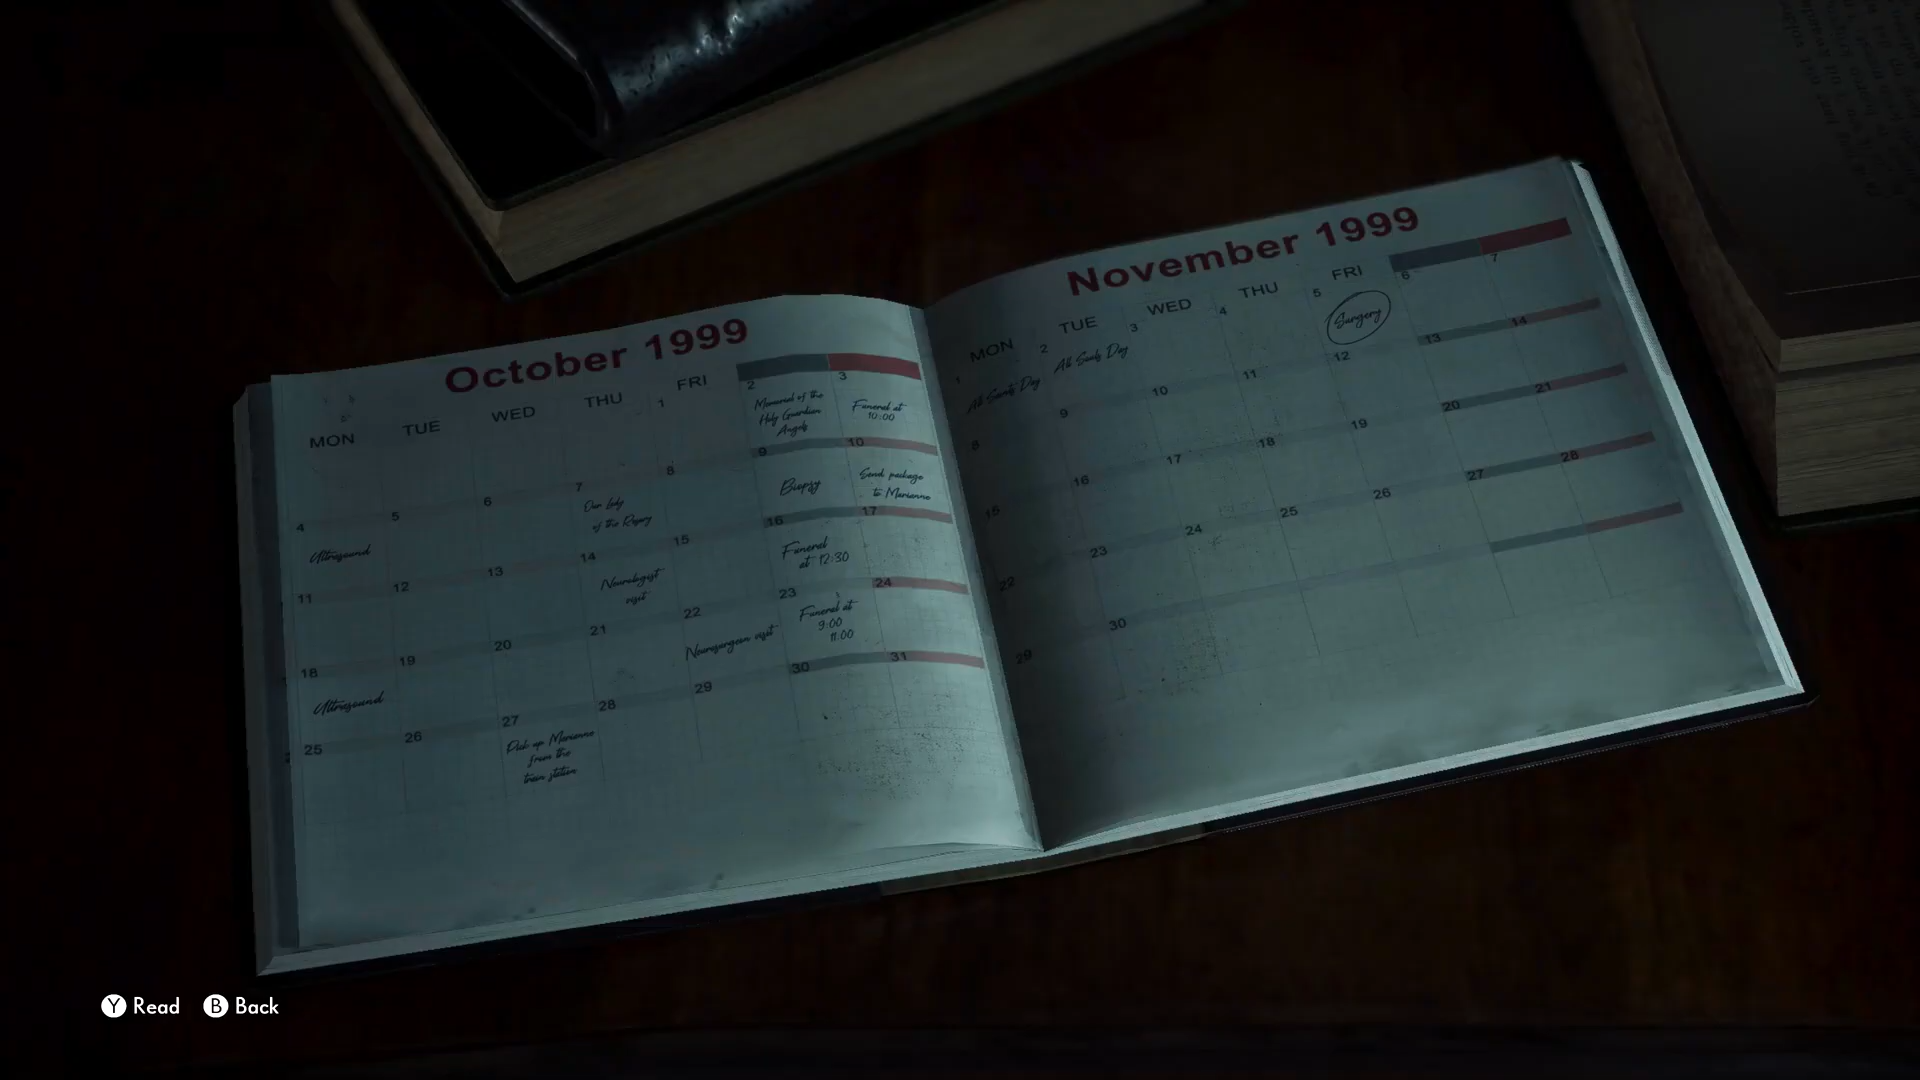 October 1999
MON TUE WED THU FRI
1 2 3
Memorial of the
Holy Guardian
Angels
Funeral at
10:00
4 5 6 7 8 9 10
Ultrasound
Our Lady
of the Rosary
Biopsy
Send package
to Marianne
11 12 13 14 15 16 17
Neurologist
visit
Funeral
at 12:30
18 19 20 21 22 23 24
Ultrasound
Neurosurgeon visit
Funeral at
9:00
11:00
25 26 27 28 29 30 31
Pick up Marianne
from the
train station
November 1999
MON TUE WED THU FRI
1 2 3 4 5 6 7
All Saints Day
All Souls Day
Surgery
8 9 10 11 12 13 14
15 16 17 18 19 20 21
22 23 24 25 26 27 28
29 30
Y Read B Back